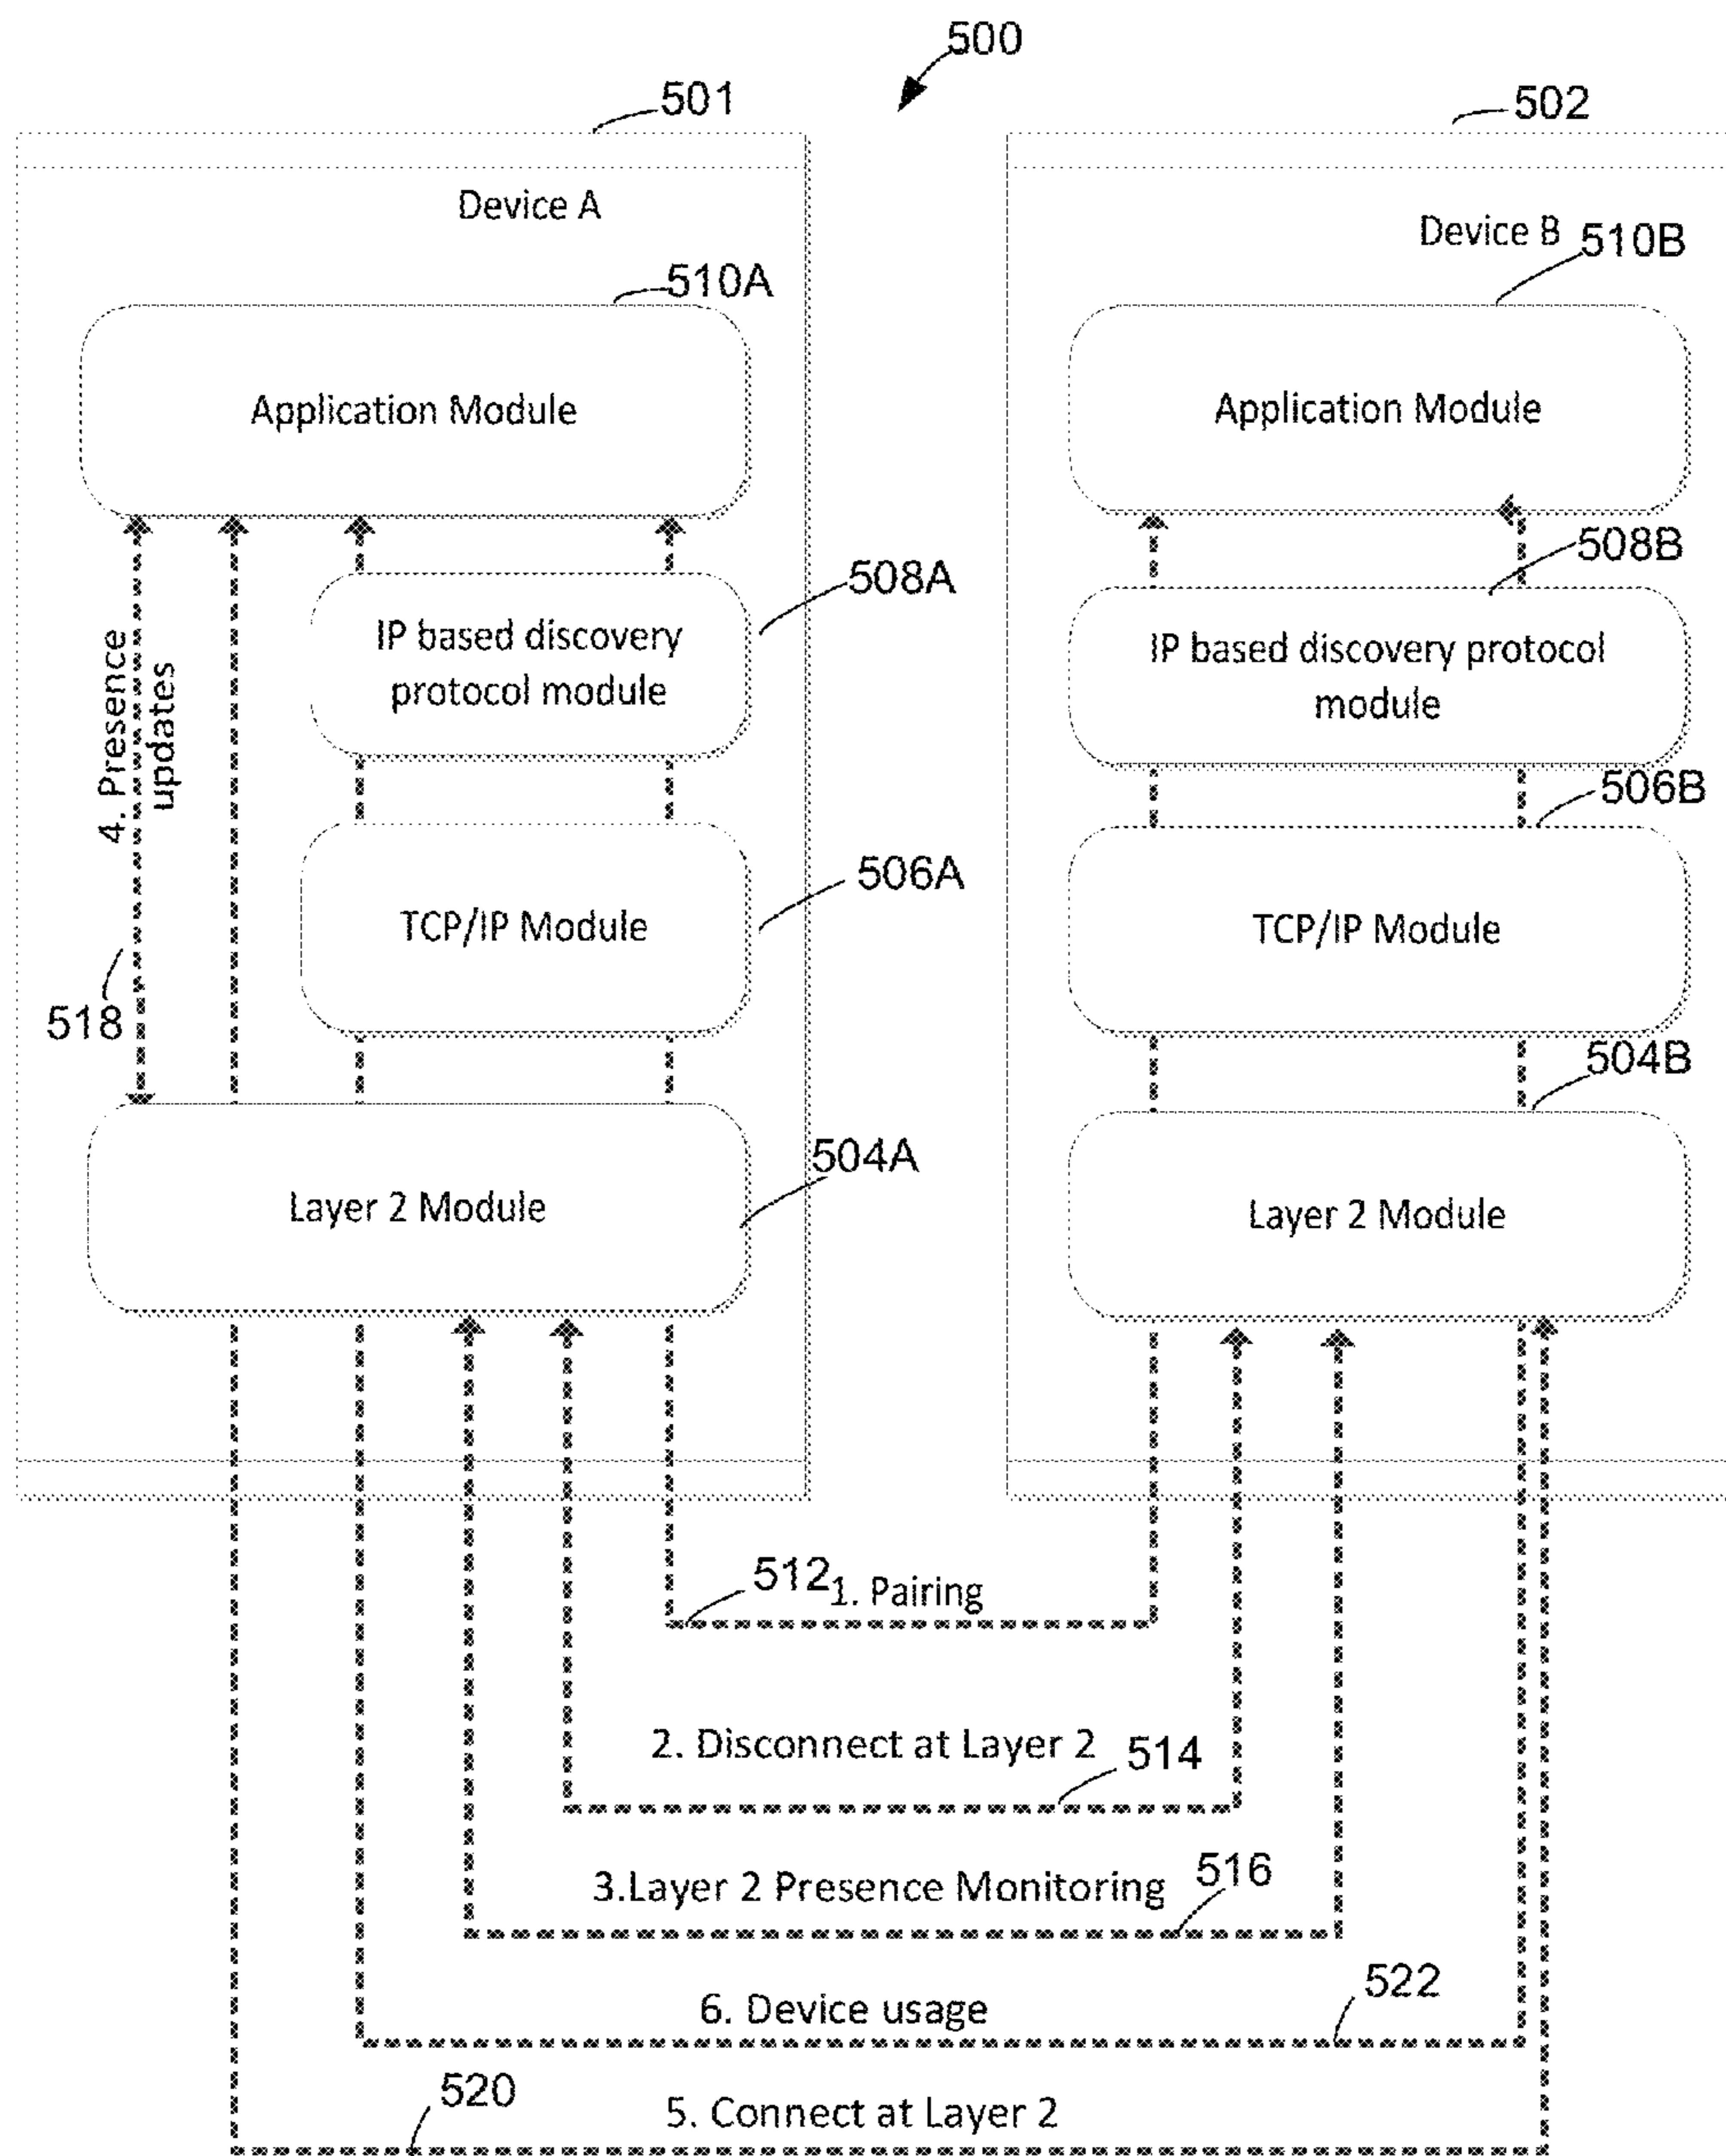 500
501
502
Device A
Device B
510B
510A
Application Module
Application Module
508B
508A
IP based discovery
protocol module
IP based discovery protocol
module
4. Presence
updates
506B
506A
TCP/IP Module
TCP/IP Module
518
504B
504A
Layer 2 Module
Layer 2 Module
512
1. Pairing
2. Disconnect at Layer 2
514
3.Layer 2 Presence Monitoring
516
522
6. Device usage
520
5. Connect at Layer 2